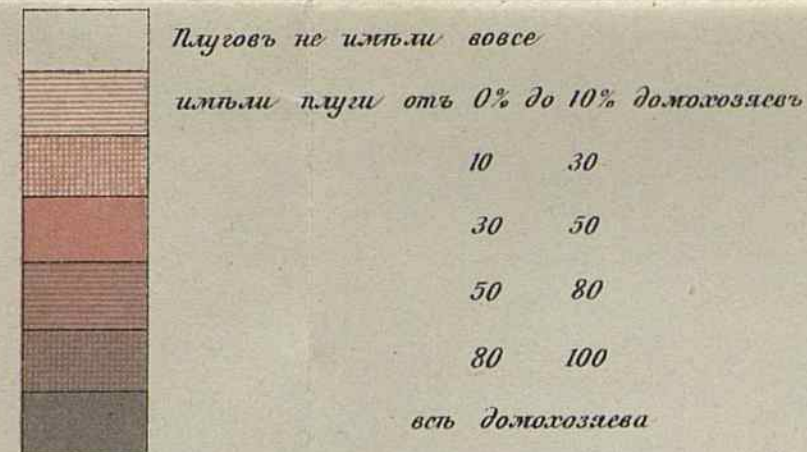 Плуговъ не имѣли вовсе
имѣли плуги отъ 0% до 10% домохозяевъ
10 30
30 50
50 80
80 100
всѣ домохозяева